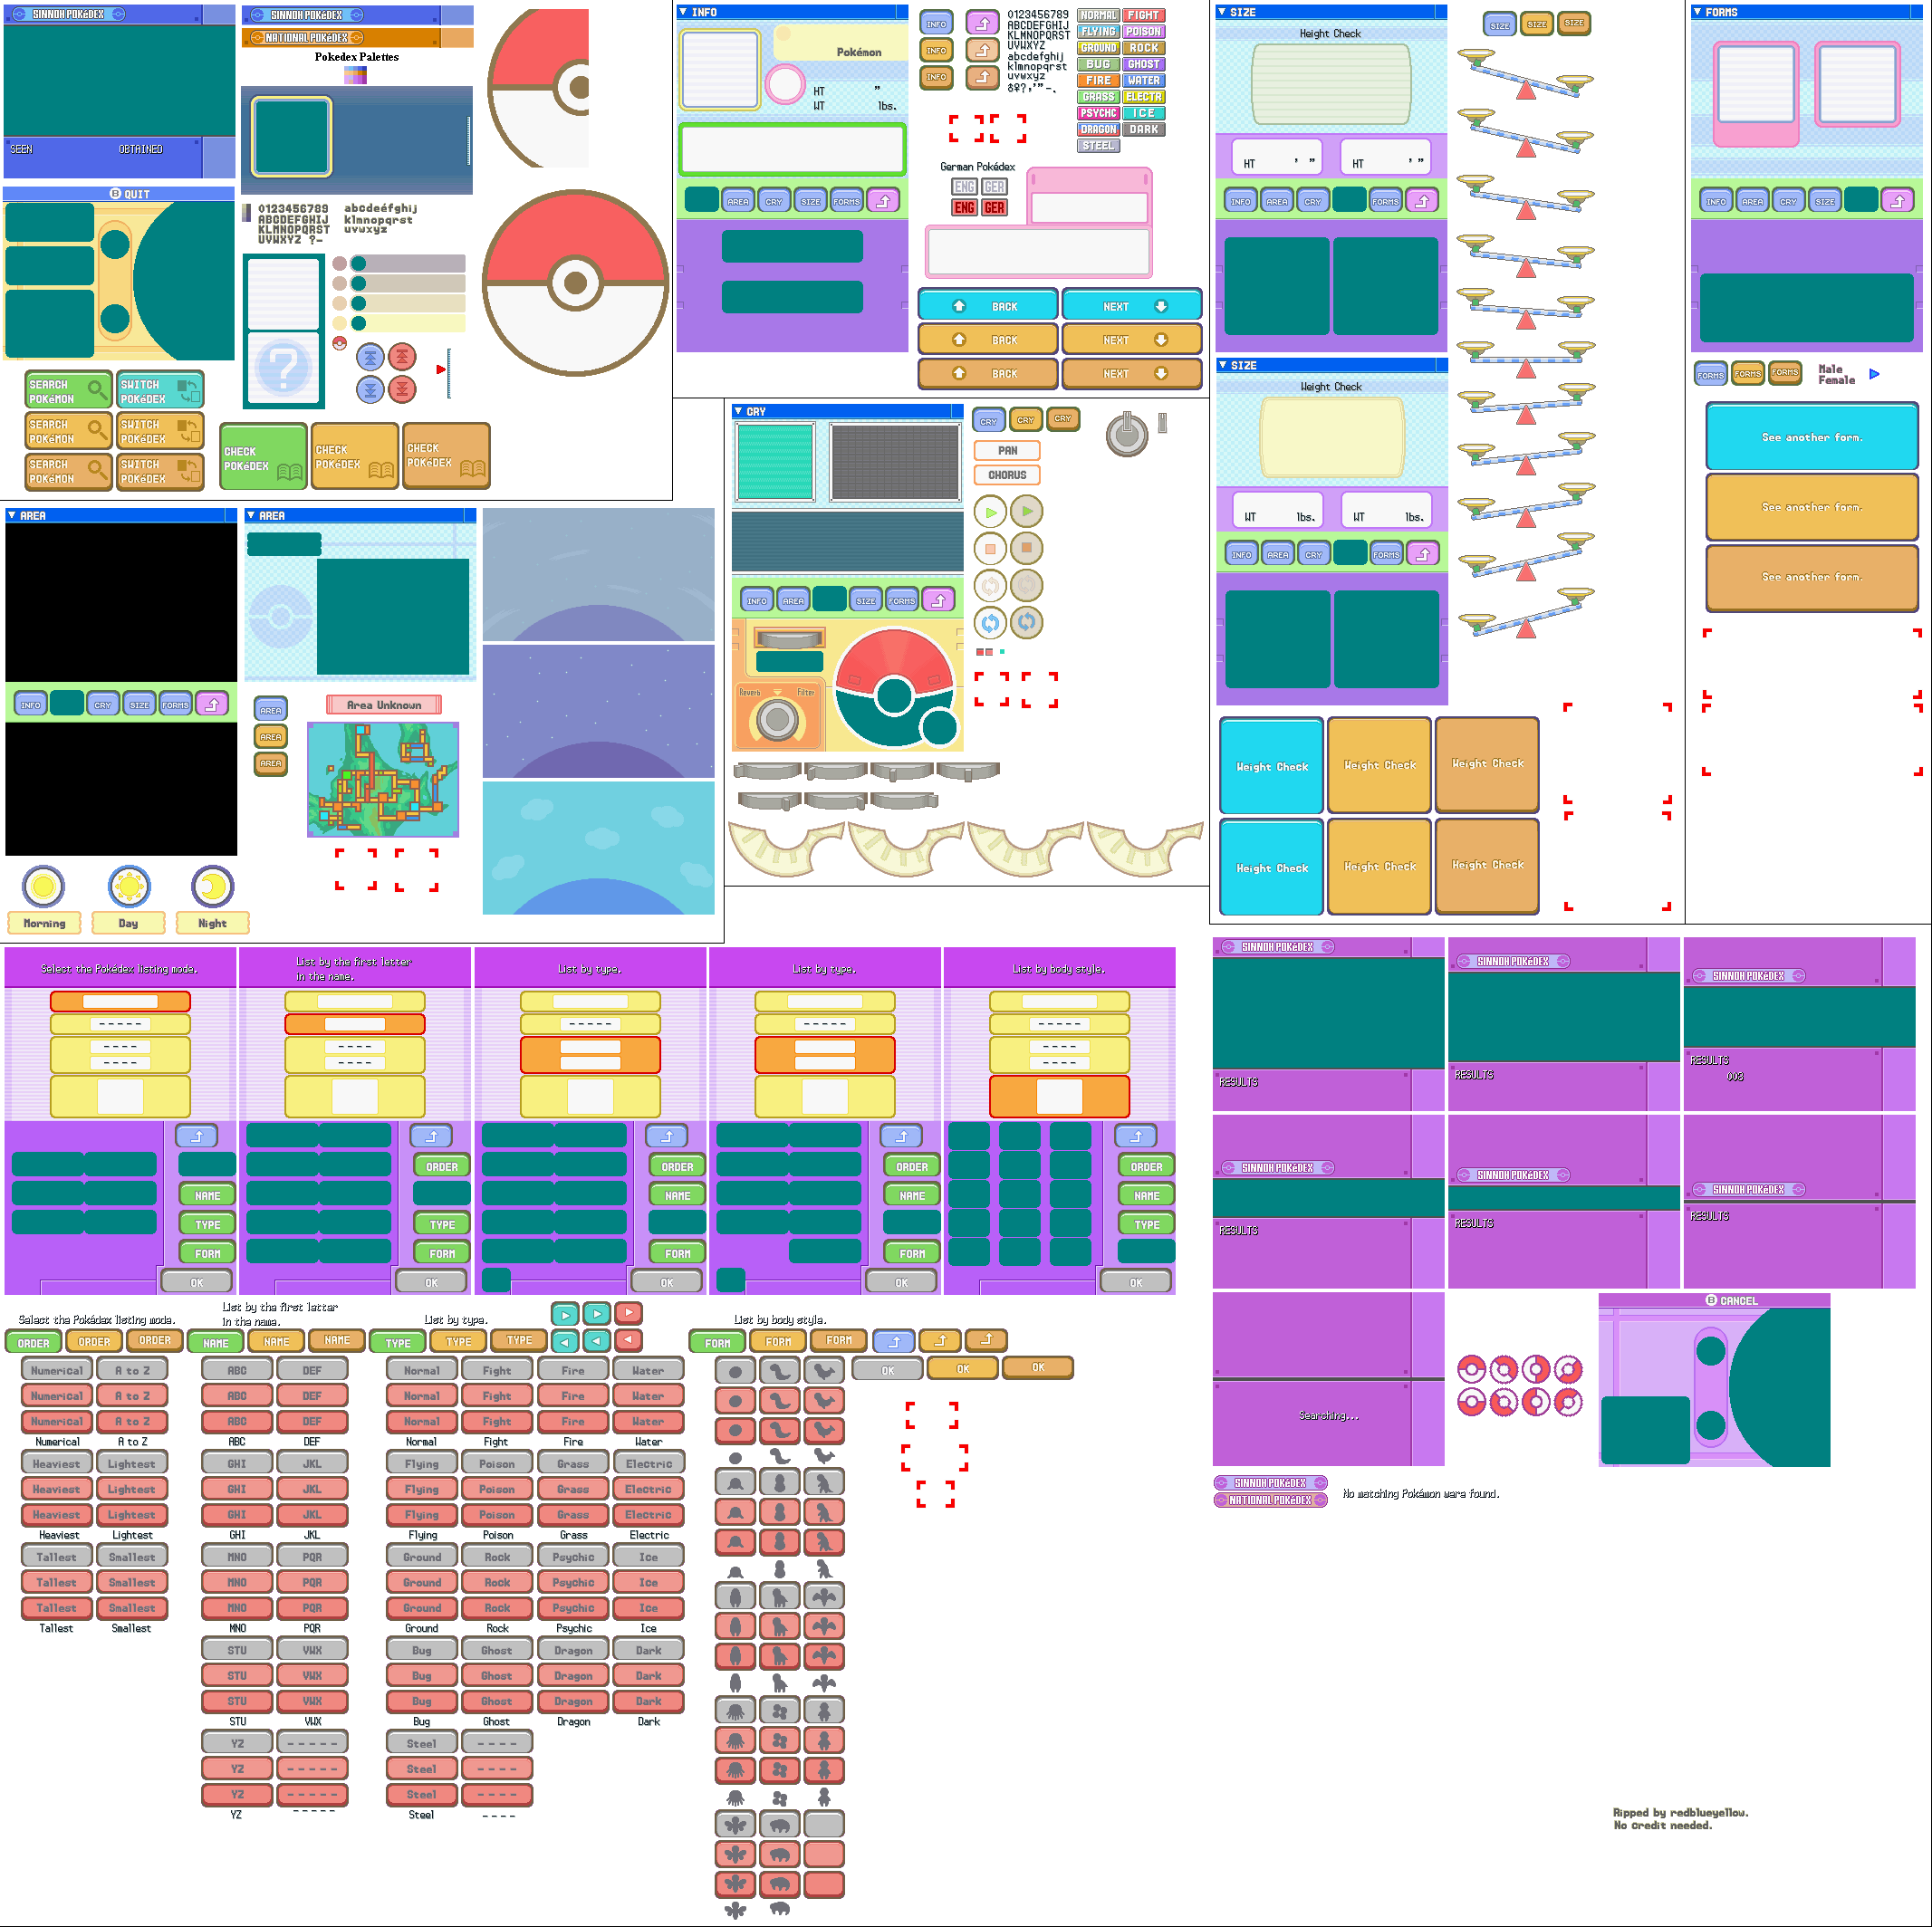 SINNOH POKéDEX
SEEN OBTAINED
SINNOH POKéDEX
NATIONAL POKéDEX
Pokedex Palettes
B QUIT
0123456789
ABCDEFGHIJ
KLMNOPQRST
UVWXYZ ?-
abcdeéfghij
klmnopqrst
uvwxyz
?
SEARCH
POKéMON
SWITCH
POKéDEX
SEARCH
POKéMON
SWITCH
POKéDEX
SEARCH
POKéMON
SWITCH
POKéDEX
CHECK
POKéDEX
CHECK
POKéDEX
CHECK
POKéDEX
INFO
Pokémon
HT ”
WT lbs.
AREA CRY SIZE FORMS
INFO
INFO
INFO
0123456789
ABCDEFGHIJ
KLMNOPQRST
UVWXYZ
abcdefghij
klmnopqrst
uvwxyz
♂♀?,’”-.
NORMAL FIGHT
FLYING POISON
GROUND ROCK
BUG GHOST
FIRE WATER
GRASS ELECTR
PSYCHC ICE
DRAGON DARK
STEEL
German Pokédex
ENG GER
ENG GER
BACK NEXT
BACK NEXT
BACK NEXT
SIZE
Height Check
HT ’ ” HT ’ ”
INFO AREA CRY FORMS
SIZE SIZE SIZE
SIZE
Weight Check
WT lbs. WT lbs.
INFO AREA CRY FORMS
Weight Check Weight Check Weight Check
Height Check Height Check Height Check
FORMS
INFO AREA CRY SIZE
FORMS FORMS FORMS
Male
Female
See another form.
See another form.
See another form.
CRY
INFO AREA SIZE FORMS
Reverb Filter
CRY CRY CRY
PAN
CHORUS
AREA
INFO CRY SIZE FORMS
AREA
AREA
AREA
AREA
Area Unknown
Morning Day Night
Select the Pokédex listing mode.
- - - - -
- - - -
- - - -
NAME
TYPE
FORM
OK
List by the first letter
in the name.
- - - -
- - - -
ORDER
TYPE
FORM
OK
List by type.
- - - - -
ORDER
NAME
FORM
OK
List by type.
- - - - -
ORDER
NAME
FORM
OK
List by body style.
- - - - -
- - - -
- - - -
ORDER
NAME
TYPE
OK
SINNOH POKéDEX
RESULTS
SINNOH POKéDEX
RESULTS
SINNOH POKéDEX
RESULTS
003
SINNOH POKéDEX
RESULTS
SINNOH POKéDEX
RESULTS
SINNOH POKéDEX
RESULTS
Searching...
B CANCEL
SINNOH POKéDEX
NATIONAL POKéDEX
No matching Pokémon ware found.
Select the Pokédex listing mode.
ORDER ORDER ORDER
Numerical A to Z
Numerical A to Z
Numerical A to Z
Numerical A to Z
Heaviest Lightest
Heaviest Lightest
Heaviest Lightest
Heaviest Lightest
Tallest Smallest
Tallest Smallest
Tallest Smallest
Tallest Smallest
List by the first letter
in the name.
NAME NAME NAME
ABC DEF
ABC DEF
ABC DEF
ABC DEF
GHI JKL
GHI JKL
GHI JKL
GHI JKL
MNO PQR
MNO PQR
MNO PQR
MNO PQR
STU VWX
STU VWX
STU VWX
STU VWX
YZ - - - - -
YZ - - - - -
YZ - - - - -
YZ - - - - -
List by type.
TYPE TYPE TYPE
Normal Fight Fire Water
Normal Fight Fire Water
Normal Fight Fire Water
Normal Fight Fire Water
Flying Poison Grass Electric
Flying Poison Grass Electric
Flying Poison Grass Electric
Flying Poison Grass Electric
Ground Rock Psychic Ice
Ground Rock Psychic Ice
Ground Rock Psychic Ice
Ground Rock Psychic Ice
Bug Ghost Dragon Dark
Bug Ghost Dragon Dark
Bug Ghost Dragon Dark
Bug Ghost Dragon Dark
Steel - - - -
Steel - - - -
Steel - - - -
Steel - - - -
List by body style.
FORM FORM FORM
OK OK OK
Ripped by redblueyellow.
No credit needed.